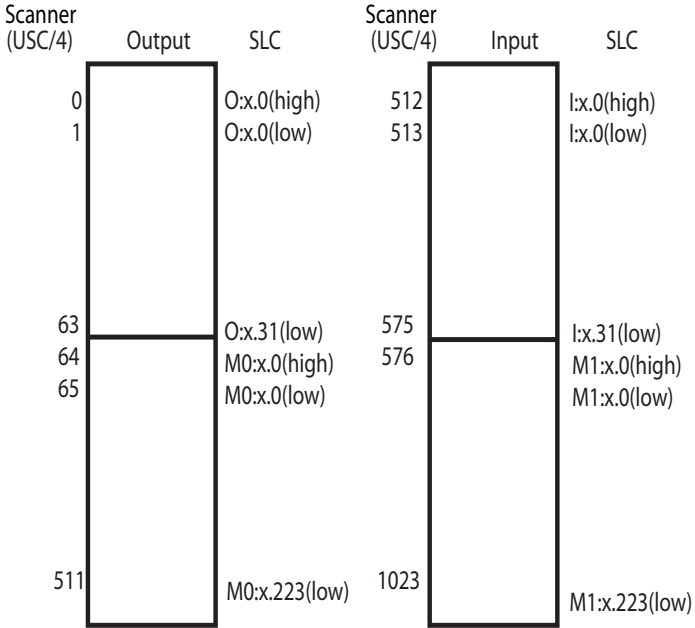 Scanner
(USC/4) Output SLC
0 O:x.0(high)
1 O:x.0(low)
63 O:x.31(low)
64 M0:x.0(high)
65 M0:x.0(low)
511 M0:x.223(low)
Scanner
(USC/4) Input SLC
512 I:x.0(high)
513 I:x.0(low)
575 I:x.31(low)
576 M1:x.0(high)
M1:x.0(low)
1023 M1:x.223(low)